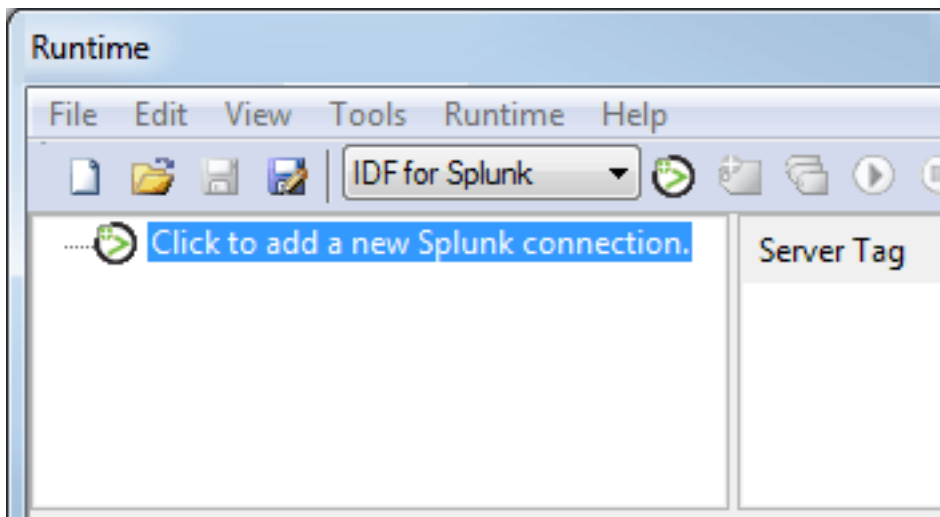 Runtime
File Edit View Tools Runtime Help
IDF for Splunk
Click to add a new Splunk connection.
Server Tag